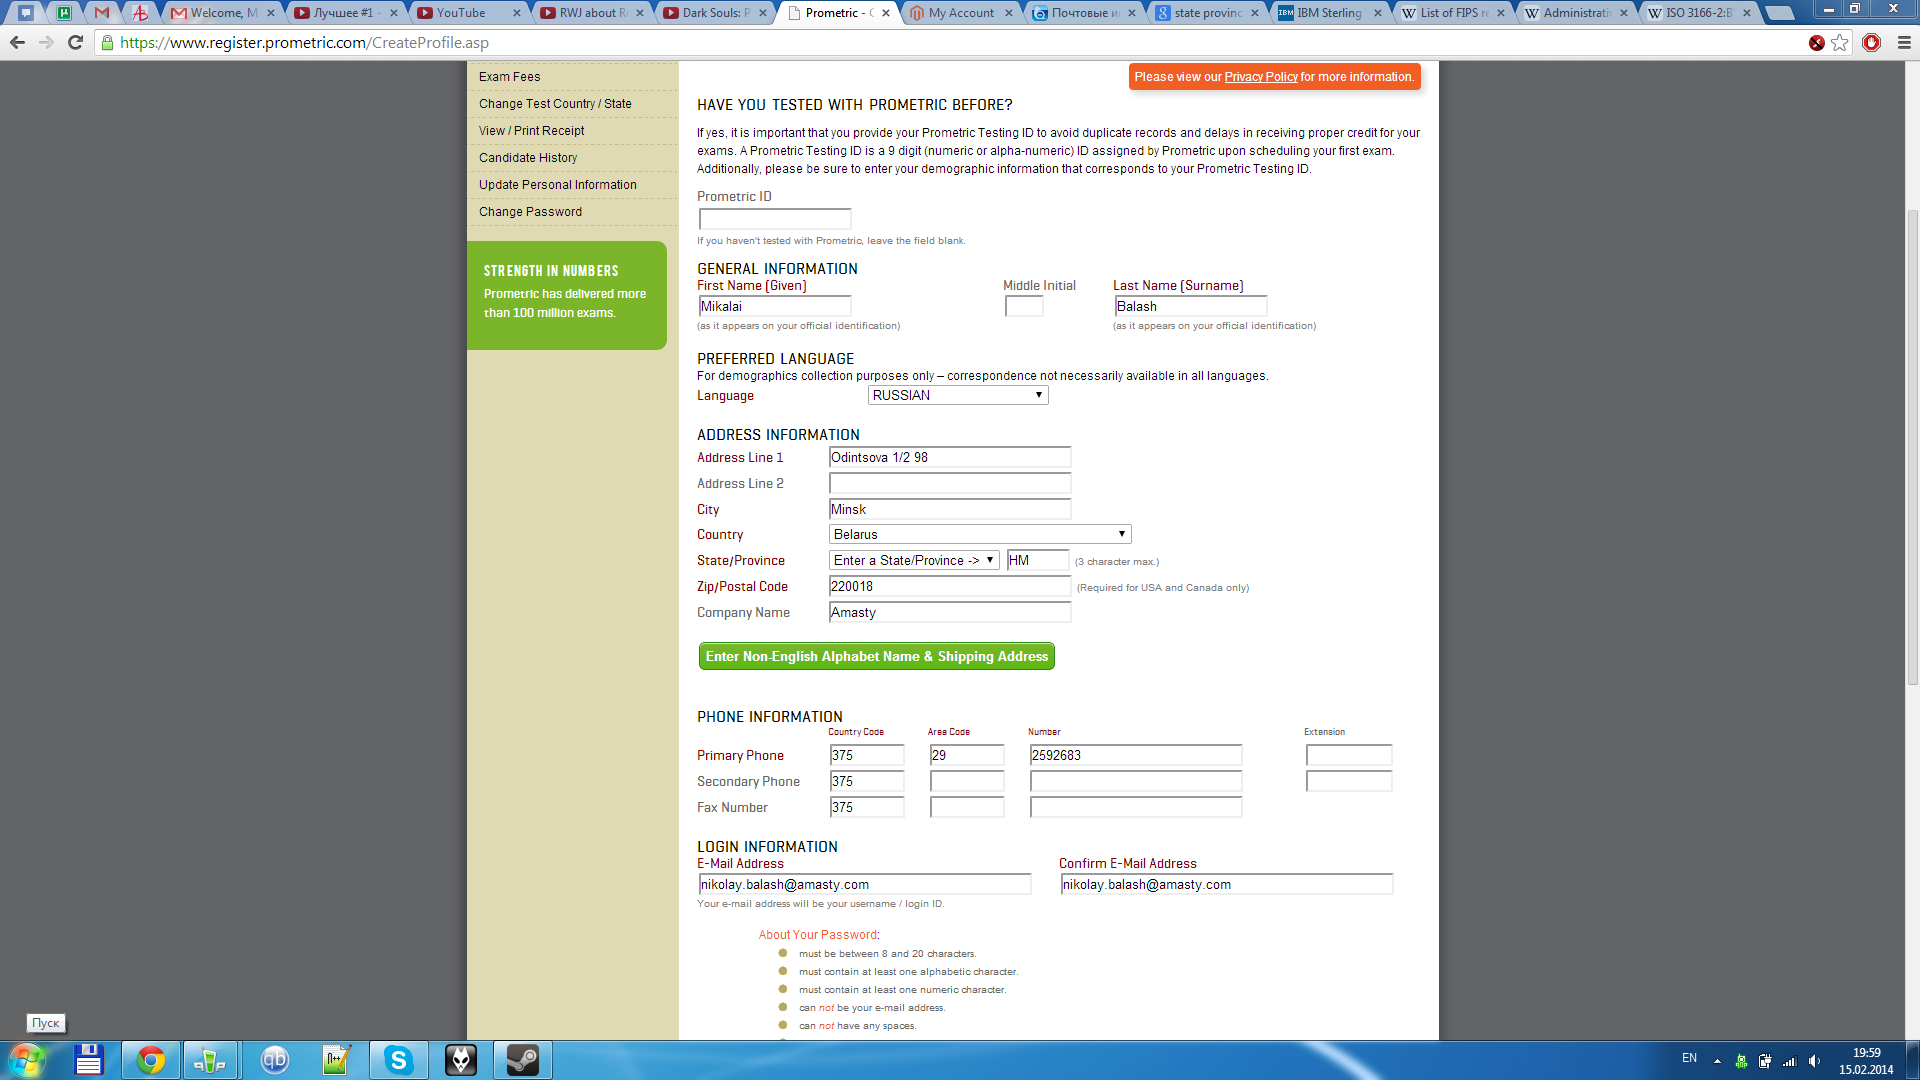 Welcome, M
Лучшее #1 -
YouTube
RWJ about R
Dark Souls: P
Prometric - C
My Account
Почтовые и
state provinc
IBM Sterling
List of FIPS re
Administrativ
ISO 3166-2:B
https://www.register.prometric.com/CreateProfile.asp
Exam Fees
Change Test Country / State
View / Print Receipt
Candidate History
Update Personal Information
Change Password
STRENGTH IN NUMBERS
Prometric has delivered more
than 100 million exams.
Please view our Privacy Policy for more information.
HAVE YOU TESTED WITH PROMETRIC BEFORE?
If yes, it is important that you provide your Prometric Testing ID to avoid duplicate records and delays in receiving proper credit for your
exams. A Prometric Testing ID is a 9 digit (numeric or alpha-numeric) ID assigned by Prometric upon scheduling your first exam.
Additionally, please be sure to enter your demographic information that corresponds to your Prometric Testing ID.
Prometric ID
If you haven't tested with Prometric, leave the field blank.
GENERAL INFORMATION
First Name (Given) Middle Initial Last Name (Surname)
Mikalai Balash
(as it appears on your official identification) (as it appears on your official identification)
PREFERRED LANGUAGE
For demographics collection purposes only – correspondence not necessarily available in all languages.
Language RUSSIAN
ADDRESS INFORMATION
Address Line 1 Odintsova 1/2 98
Address Line 2
City Minsk
Country Belarus
State/Province Enter a State/Province -> HM (3 character max.)
Zip/Postal Code 220018 (Required for USA and Canada only)
Company Name Amasty
Enter Non-English Alphabet Name & Shipping Address
PHONE INFORMATION
Country Code Area Code Number Extension
Primary Phone 375 29 2592683
Secondary Phone 375
Fax Number 375
LOGIN INFORMATION
E-Mail Address Confirm E-Mail Address
nikolay.balash@amasty.com nikolay.balash@amasty.com
Your e-mail address will be your username / login ID.
About Your Password:
must be between 8 and 20 characters.
must contain at least one alphabetic character.
must contain at least one numeric character.
can not be your e-mail address.
can not have any spaces.
Пуск
EN
19:59
15.02.2014